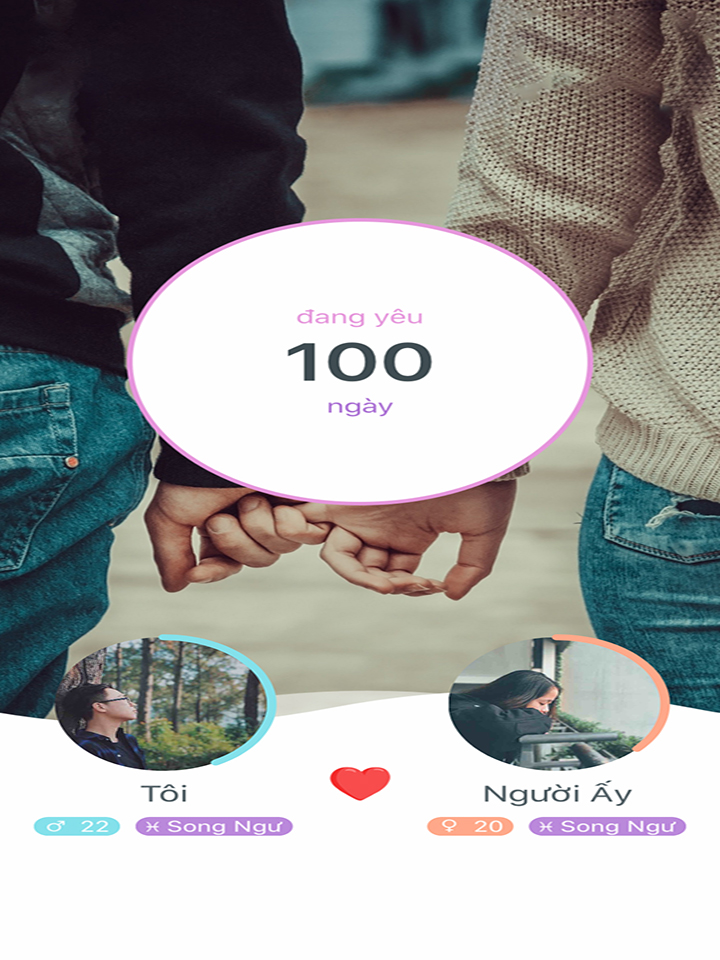 đang yêu
100
ngày
Tôi
Người Ấy
♂ 22
♓ Song Ngư
♀ 20
♓ Song Ngư